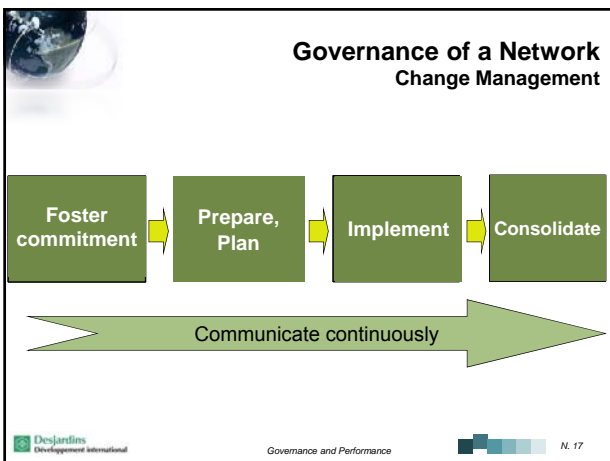 Governance of a Network
Change Management
Foster
commitment
Prepare,
Plan
Implement
Consolidate
Communicate continuously
Desjardins
Développement international
Governance and Performance
N. 17